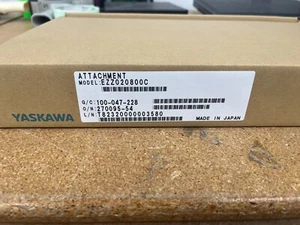 ATTACHMENT
MODEL:EZZ020800C
C/C:100-047-228
O/N:270095-54
L/N:T82320000003580
YASKAWA
MADE IN JAPAN